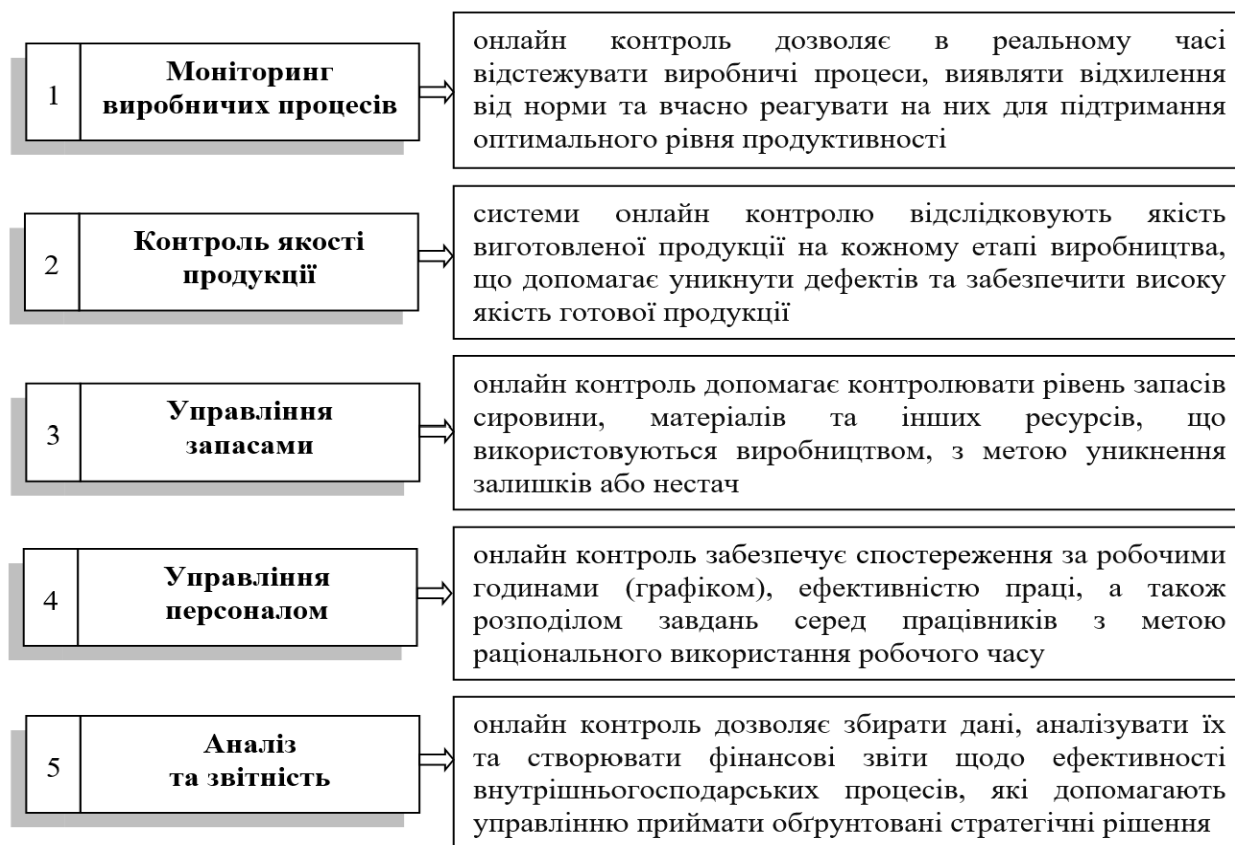 1
Моніторинг
виробничих процесів
онлайн контроль дозволяє в реальному часі
відстежувати виробничі процеси, виявляти відхилення
від норми та вчасно реагувати на них для підтримання
оптимального рівня продуктивності
2
Контроль якості
продукції
системи онлайн контролю відслідковують якість
виготовленої продукції на кожному етапі виробництва,
що допомагає уникнути дефектів та забезпечити високу
якість готової продукції
3
Управління
запасами
онлайн контроль допомагає контролювати рівень запасів
сировини, матеріалів та інших ресурсів, що
використовуються виробництвом, з метою уникнення
залишків або нестач
4
Управління
персоналом
онлайн контроль забезпечує спостереження за робочими
годинами (графіком), ефективністю праці, а також
розподілом завдань серед працівників з метою
раціонального використання робочого часу
5
Аналіз
та звітність
онлайн контроль дозволяє збирати дані, аналізувати їх
та створювати фінансові звіти щодо ефективності
внутрішньогосподарських процесів, які допомагають
управлінню приймати обґрунтовані стратегічні рішення